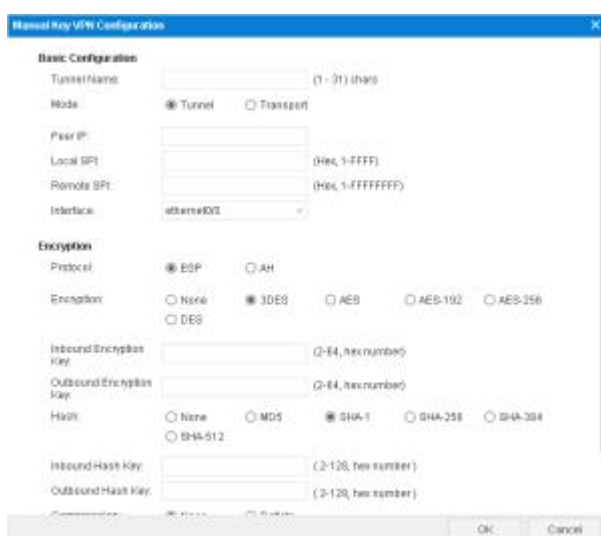 Manual Key VPN Configuration
Basic Configuration
Tunnel Name: (1 - 31) chars
Mode: Tunnel Transport
Peer IP:
Local SPI: (Hex, 1-FFFF)
Remote SPI: (Hex, 1-FFFFFFFF)
Interface: ethernet0/0
Encryption
Protocol: ESP AH
Encryption: None 3DES AES AES-192 AES-256
DES
Inbound Encryption (2-64, hex number)
Key:
Outbound Encryption (2-64, hex number)
Key:
Hash: None MD5 SHA-1 SHA-256 SHA-384
SHA-512
Inbound Hash Key: (2-128, hex number)
Outbound Hash Key: (2-128, hex number)
Compression: None Deflate
OK Cancel